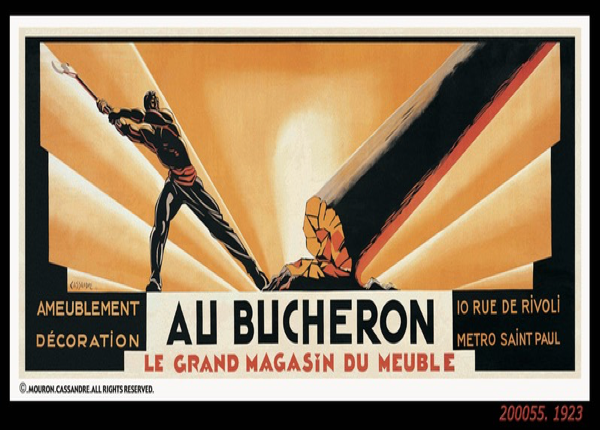 CASSANDRE
AMEUBLEMENT
DÉCORATION
AU BUCHERON
LE GRAND MAGASiN DU MEUBLE
10 RUE DE RiVOLi
METRO SAiNT PAUL
©.MOURON.CASSANDRE.ALL RIGHTS RESERVED.
200055. 1923